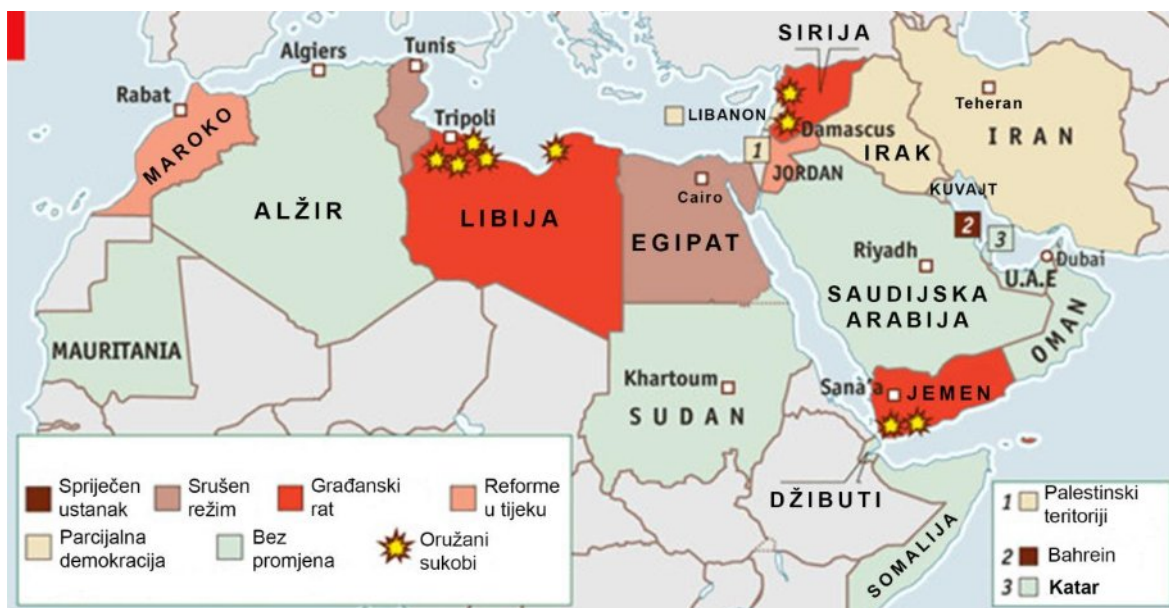 SIRIJA
Algiers
Tunis
Rabat
Tripoli
LIBANON
Teheran
MAROKO
1
Damascus
IRAK
IRAN
JORDAN
ALŽIR
LIBIJA
Cairo
KUVAJT
EGIPAT
2
3
Riyadh
Dubai
U.A.E
SAUDIJSKA
ARABIJA
OMAN
MAURITANIA
Khartoum
Sanà'a
JEMEN
SUDAN
DŽIBUTI
SOMALIJA
Spriječen
ustanak
Srušen
režim
Građanski
rat
Reforme
u tijeku
Parcijalna
demokracija
Bez
promjena
Oružani
sukobi
1 Palestinski
teritoriji
2 Bahrein
3 Katar